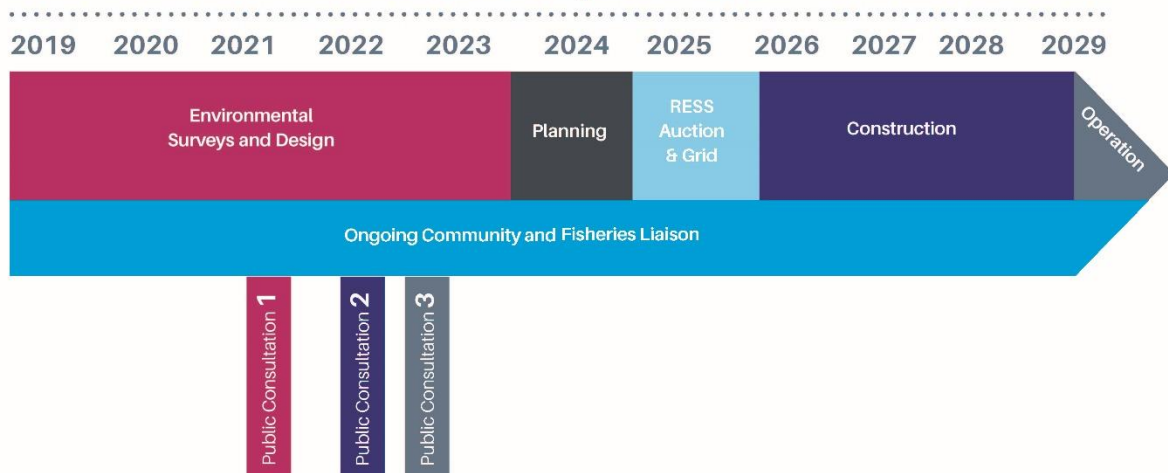 2019 2020 2021 2022 2023 2024 2025 2026 2027 2028 2029
Environmental
Surveys and Design
Planning
RESS
Auction
& Grid
Construction
Operation
Ongoing Community and Fisheries Liaison
Public Consultation 1
Public Consultation 2
Public Consultation 3